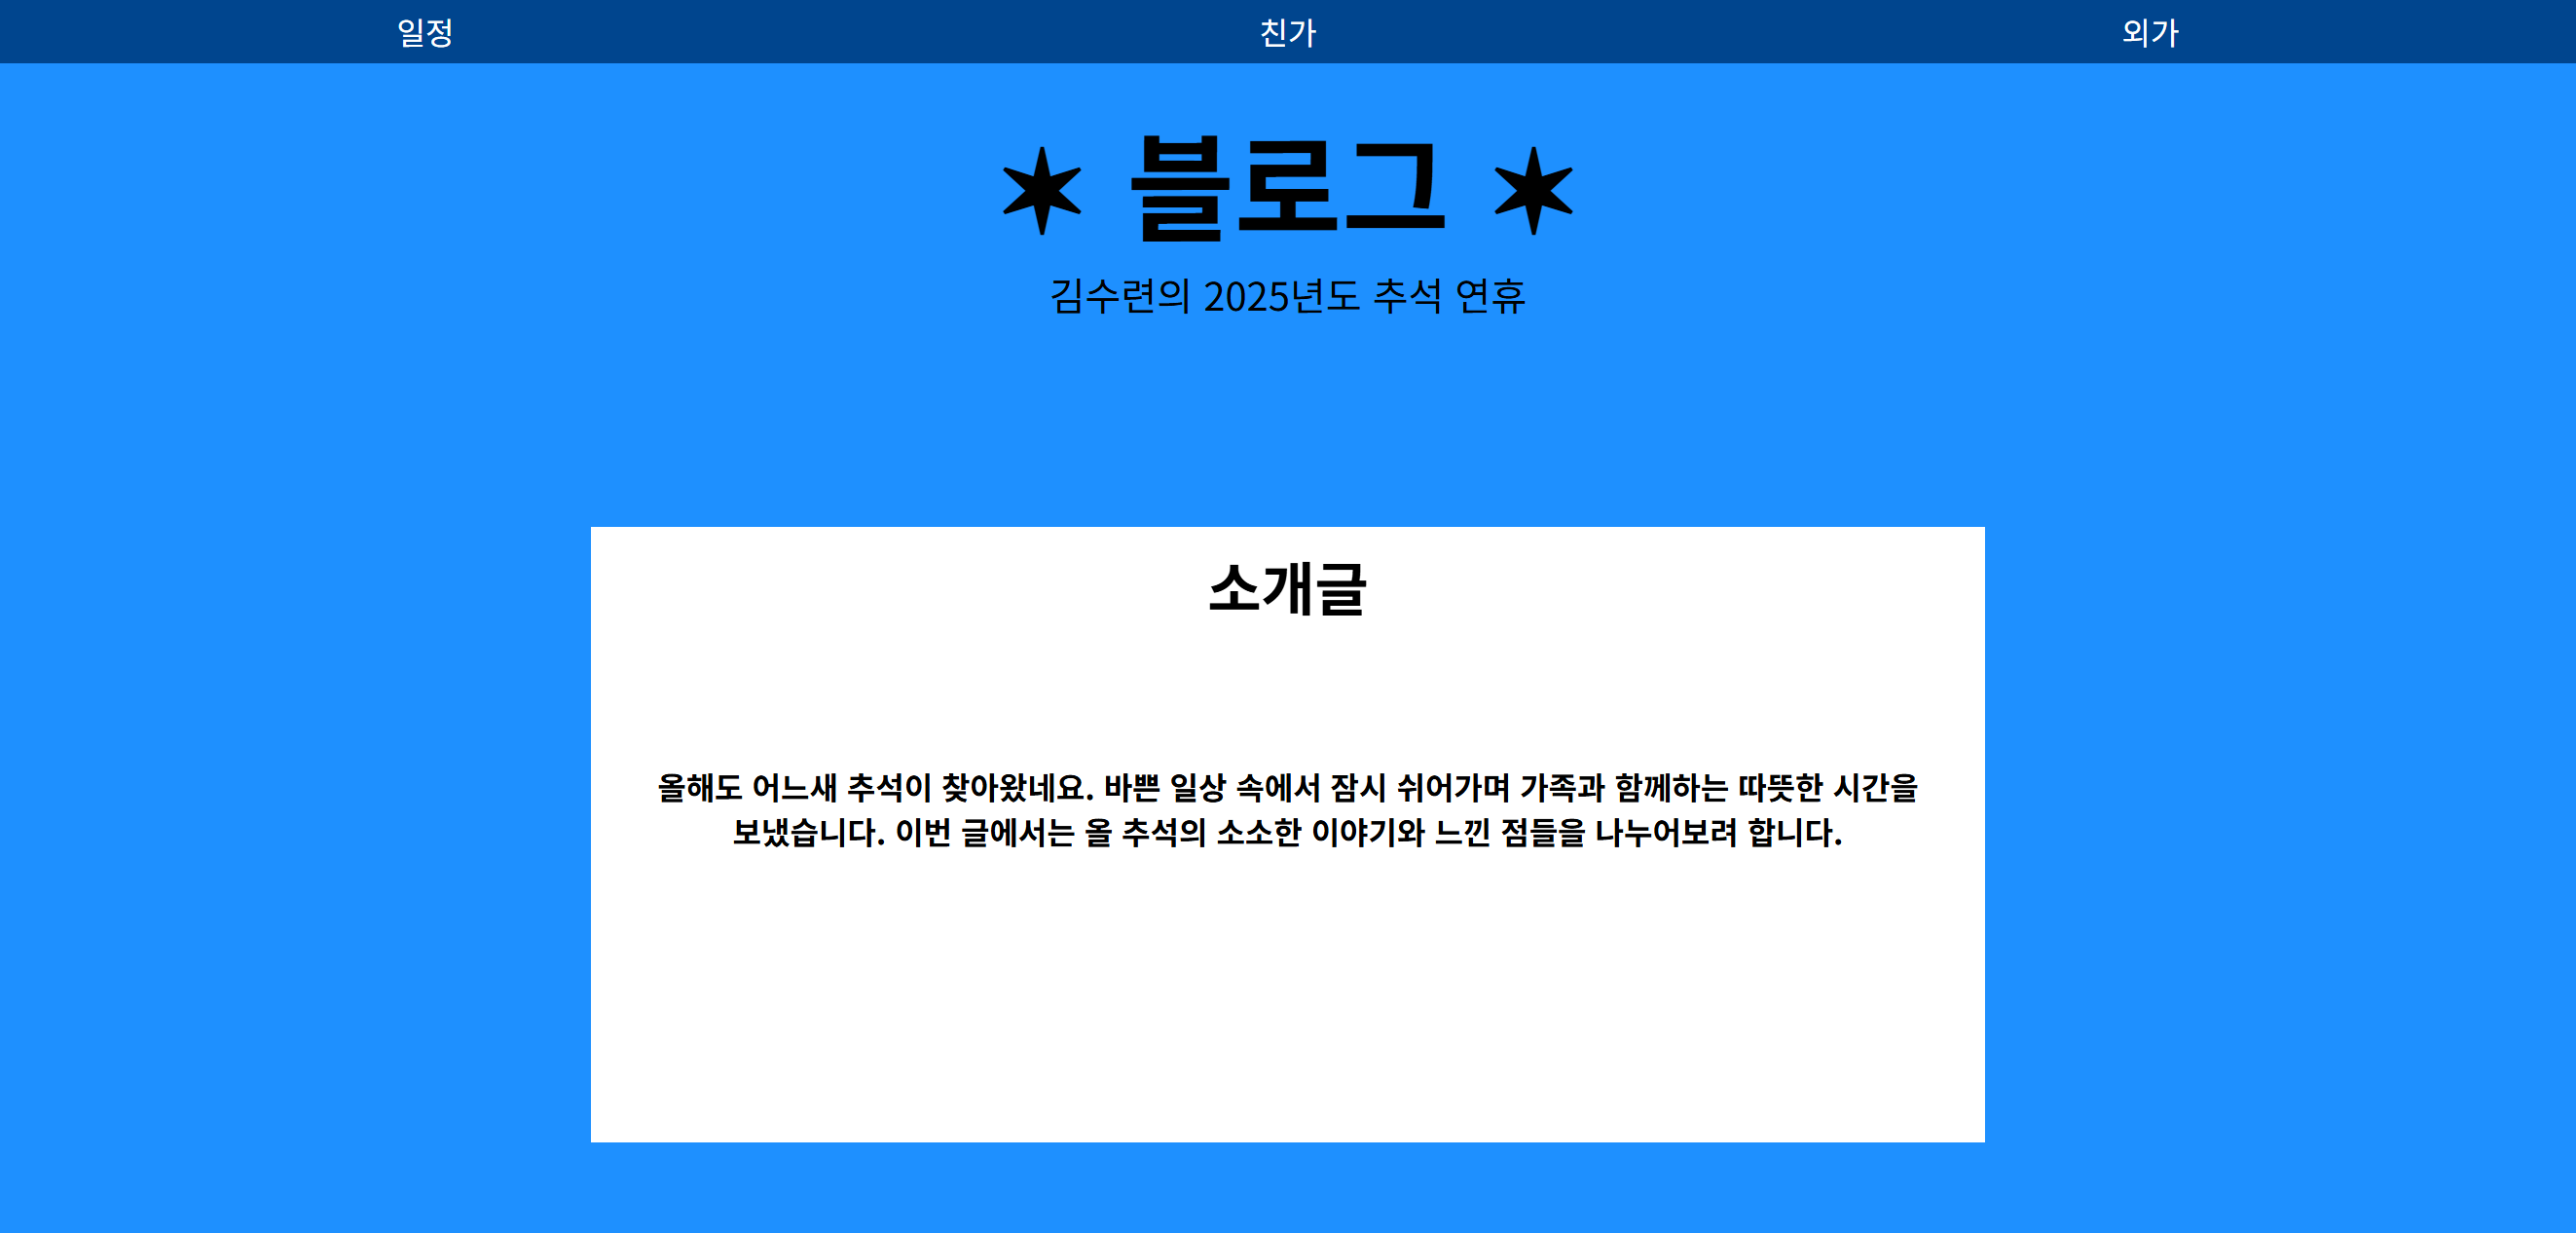 일정 친가 외가
✶ 블로그 ✶
김수련의 2025년도 추석 연휴
소개글
올해도 어느새 추석이 찾아왔네요. 바쁜 일상 속에서 잠시 쉬어가며 가족과 함께하는 따뜻한 시간을
보냈습니다. 이번 글에서는 올 추석의 소소한 이야기와 느낀 점들을 나누어보려 합니다.